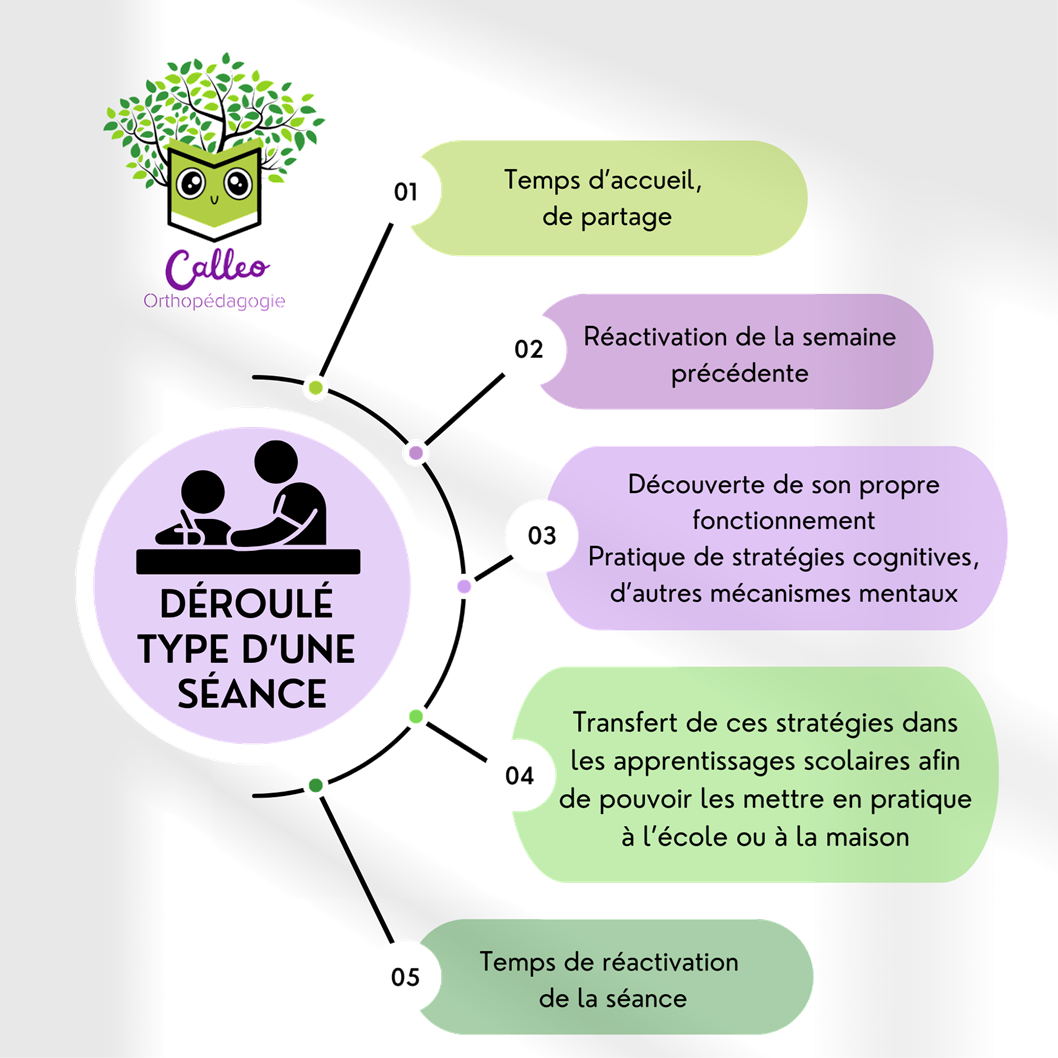 Calleo
Orthopédagogie
01
Temps d’accueil,
de partage
02
Réactivation de la semaine
précédente
03
Découverte de son propre
fonctionnement
Pratique de stratégies cognitives,
d’autres mécanismes mentaux
DÉROULÉ
TYPE D’UNE
SÉANCE
04
Transfert de ces stratégies dans
les apprentissages scolaires afin
de pouvoir les mettre en pratique
à l’école ou à la maison
05
Temps de réactivation
de la séance